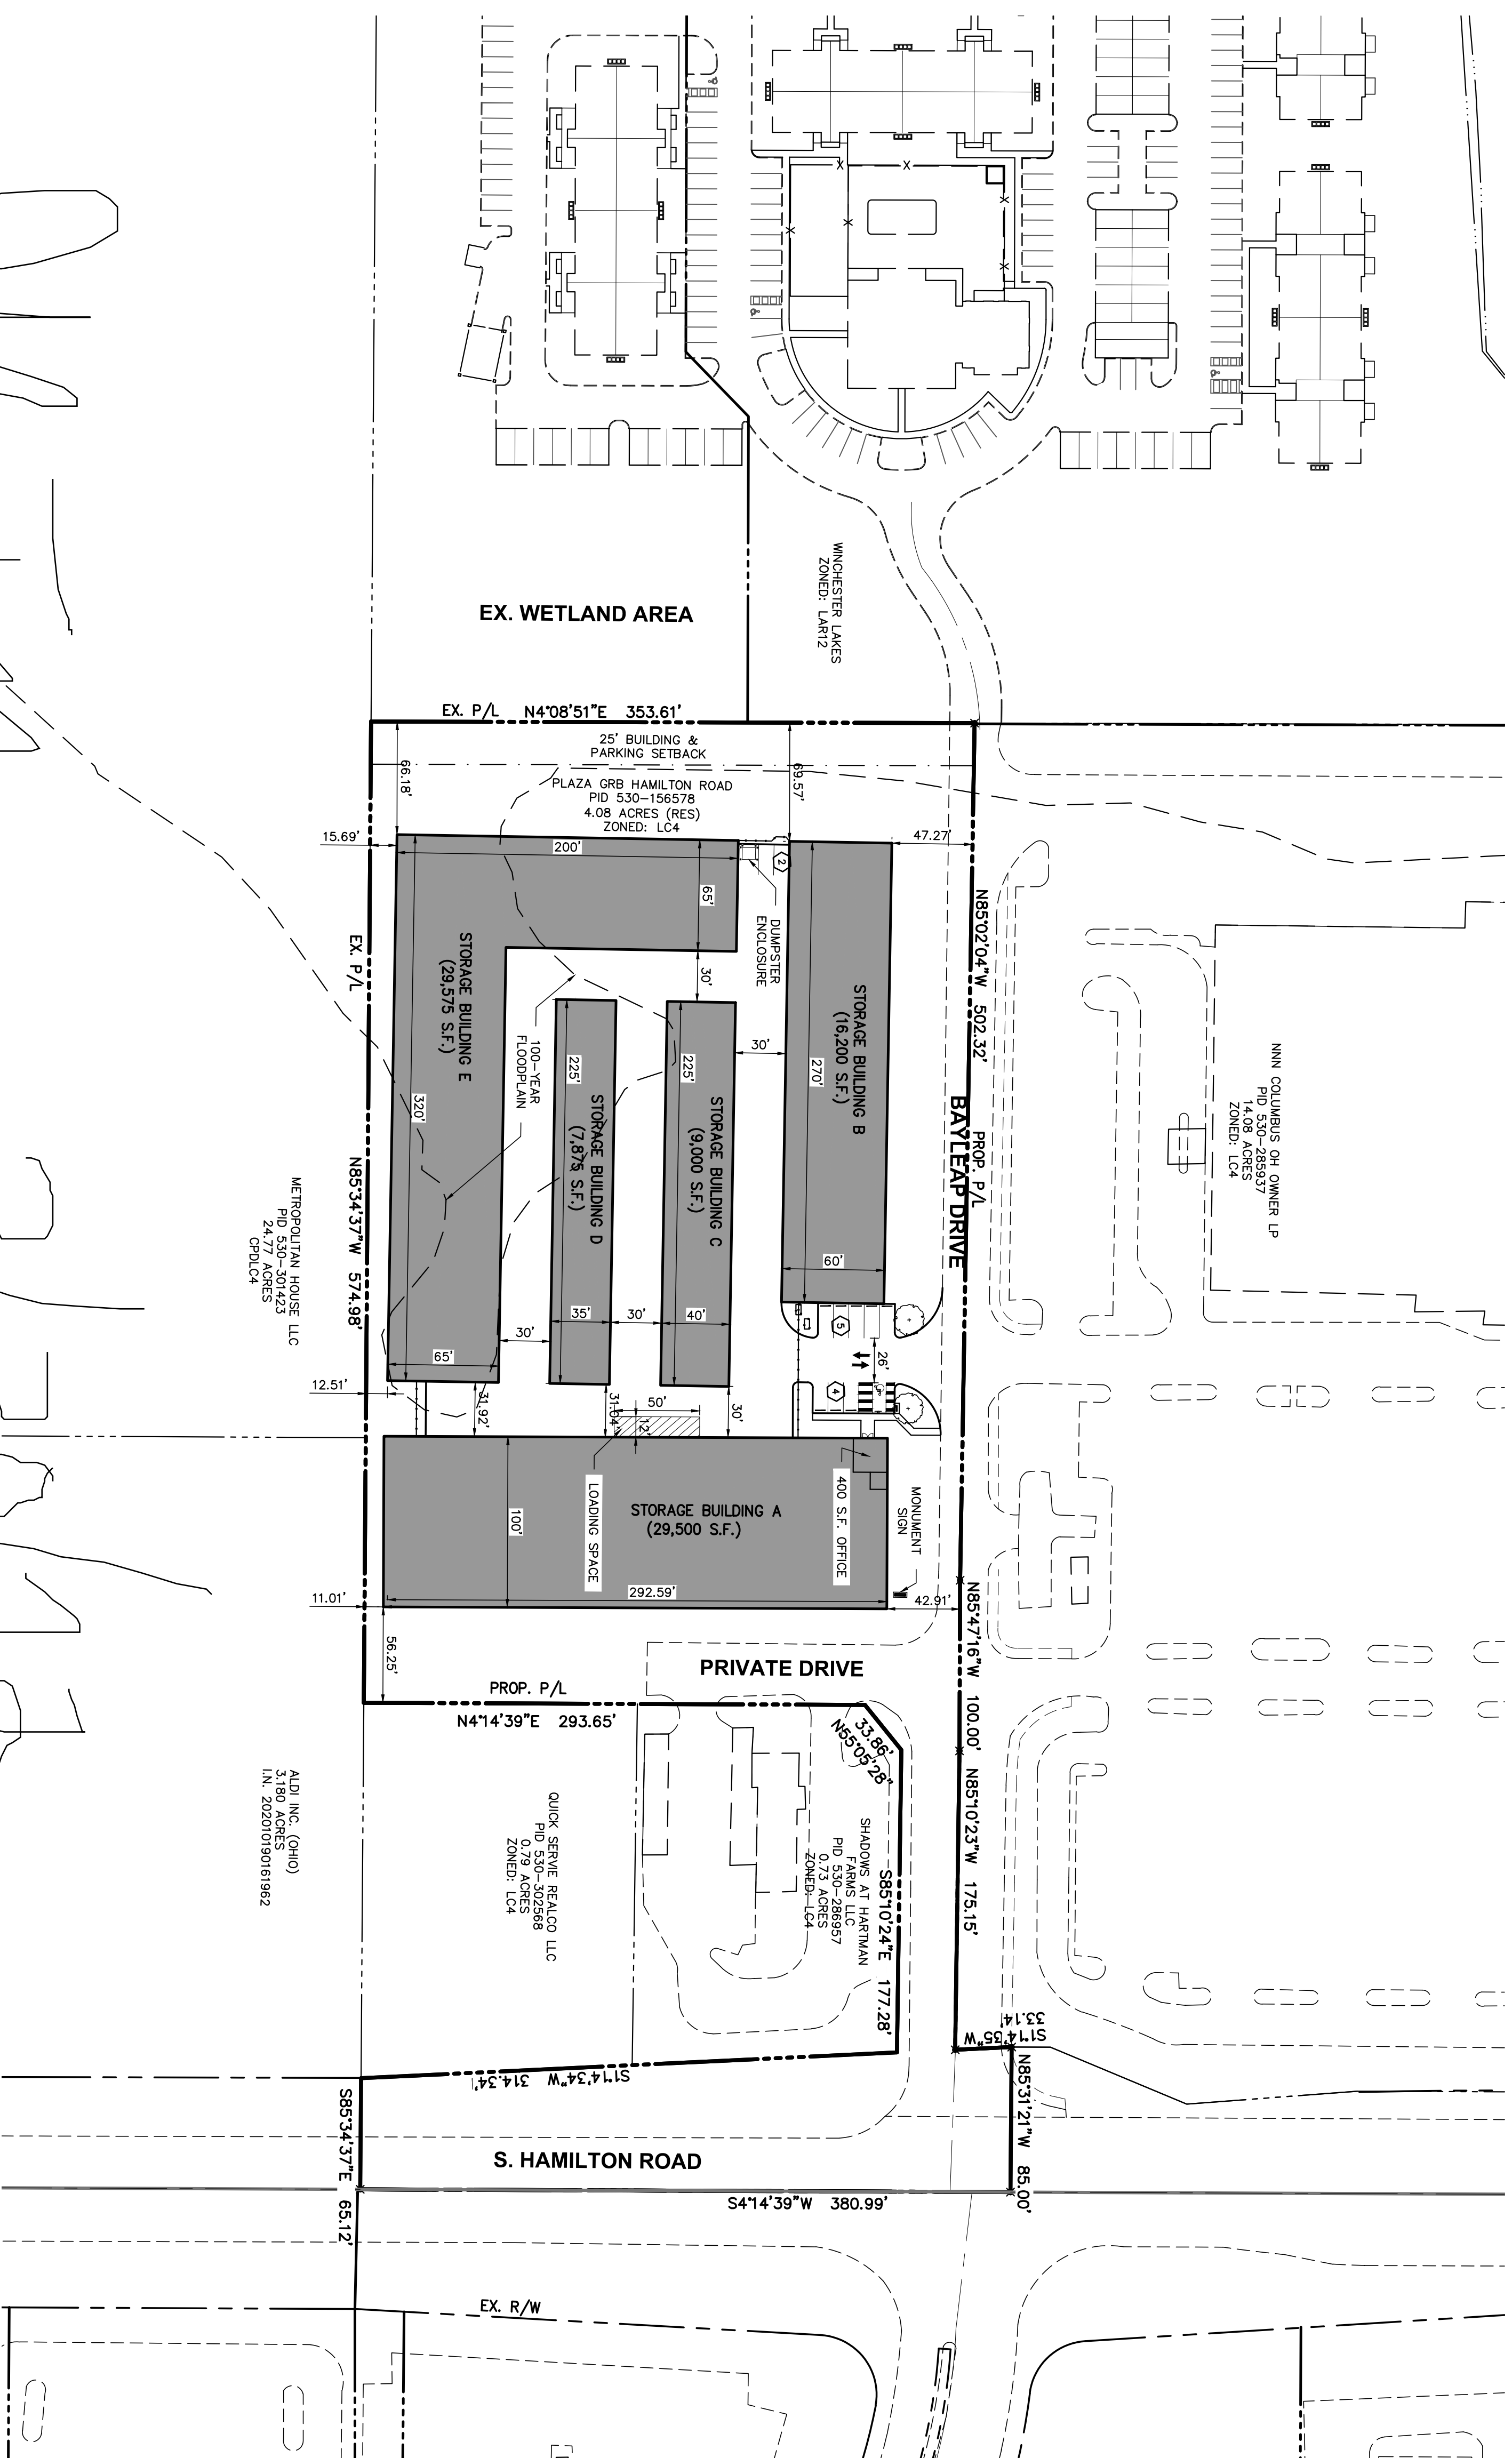 WINCHESTER LAKES
ZONED: LAR12
EX. WETLAND AREA
EX. P/L N4°08'51"E 353.61'
25' BUILDING &
PARKING SETBACK
66.18'
69.57'
PLAZA GRB HAMILTON ROAD
PID 530-156578
4.08 ACRES (RES)
ZONED: LC4
15.69'
47.27'
200'
2
65'
DUMPSTER
ENCLOSURE
N85°02'04"W 502.32'
EX. P/L
STORAGE BUILDING E
(29,575 S.F.)
30'
STORAGE BUILDING B
(16,200 S.F.)
100-YEAR
FLOODPLAIN
225'
225'
30'
270'
NNN COLUMBUS OH OWNER LP
PID 530-285937
14.08 ACRES
ZONED: LC4
320'
STORAGE BUILDING D
(7,875 S.F.)
STORAGE BUILDING C
(9,000 S.F.)
BAYLEAP DRIVE
PROP. P/L
N85°34'37"W 574.98'
METROPOLITAN HOUSE LLC
PID 530-301423
24.77 ACRES
CPDLC4
60'
35'
30'
40'
5
30'
65'
26'
4
12.51'
31.92'
31.04'
50'
12'
30'
LOADING SPACE
400 S.F. OFFICE
MONUMENT
SIGN
STORAGE BUILDING A
(29,500 S.F.)
100'
292.59'
11.01'
42.91'
56.25'
N85°47'16"W 100.00'
PRIVATE DRIVE
PROP. P/L
N4°14'39"E 293.65'
33.86'
N55°05'28"
N85°10'23"W 175.15'
ALDI INC. (OHIO)
3.180 ACRES
I.N. 202010190161962
QUICK SERVIE REALCO LLC
PID 530-302568
0.79 ACRES
ZONED: LC4
SHADOWS AT HARTMAN
FARMS LLC
PID 530-286957
0.73 ACRES
ZONED: LC4
S85°10'24"E 177.28'
S1°14'35"W
33.14'
S1°14'34"W 314.34'
N85°31'21"W 85.00'
S85°34'37"E 65.12'
S. HAMILTON ROAD
S4°14'39"W 380.99'
EX. R/W